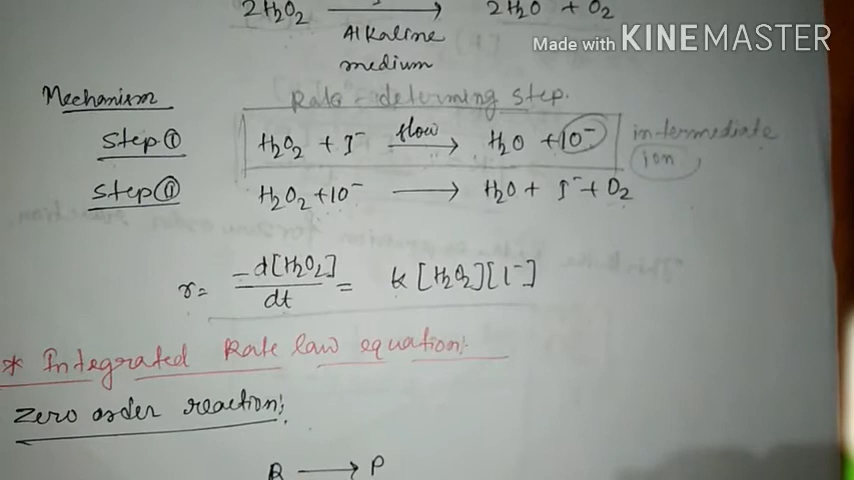 2H₂O₂ ⟶ 2H₂O + O₂
Alkaline
medium
Made with KINEMASTER
Mechanism
Rate-determing step.
Step ① H₂O₂ + I⁻ slow ⟶ H₂O + IO⁻ intermediate
ion
Step ⑪ H₂O₂ + IO⁻ ⟶ H₂O + I⁻ + O₂
r = -d[H₂O₂]/dt = k [H₂O₂][I⁻]
* Integrated Rate law equation:
Zero order reaction:
R ⟶ P